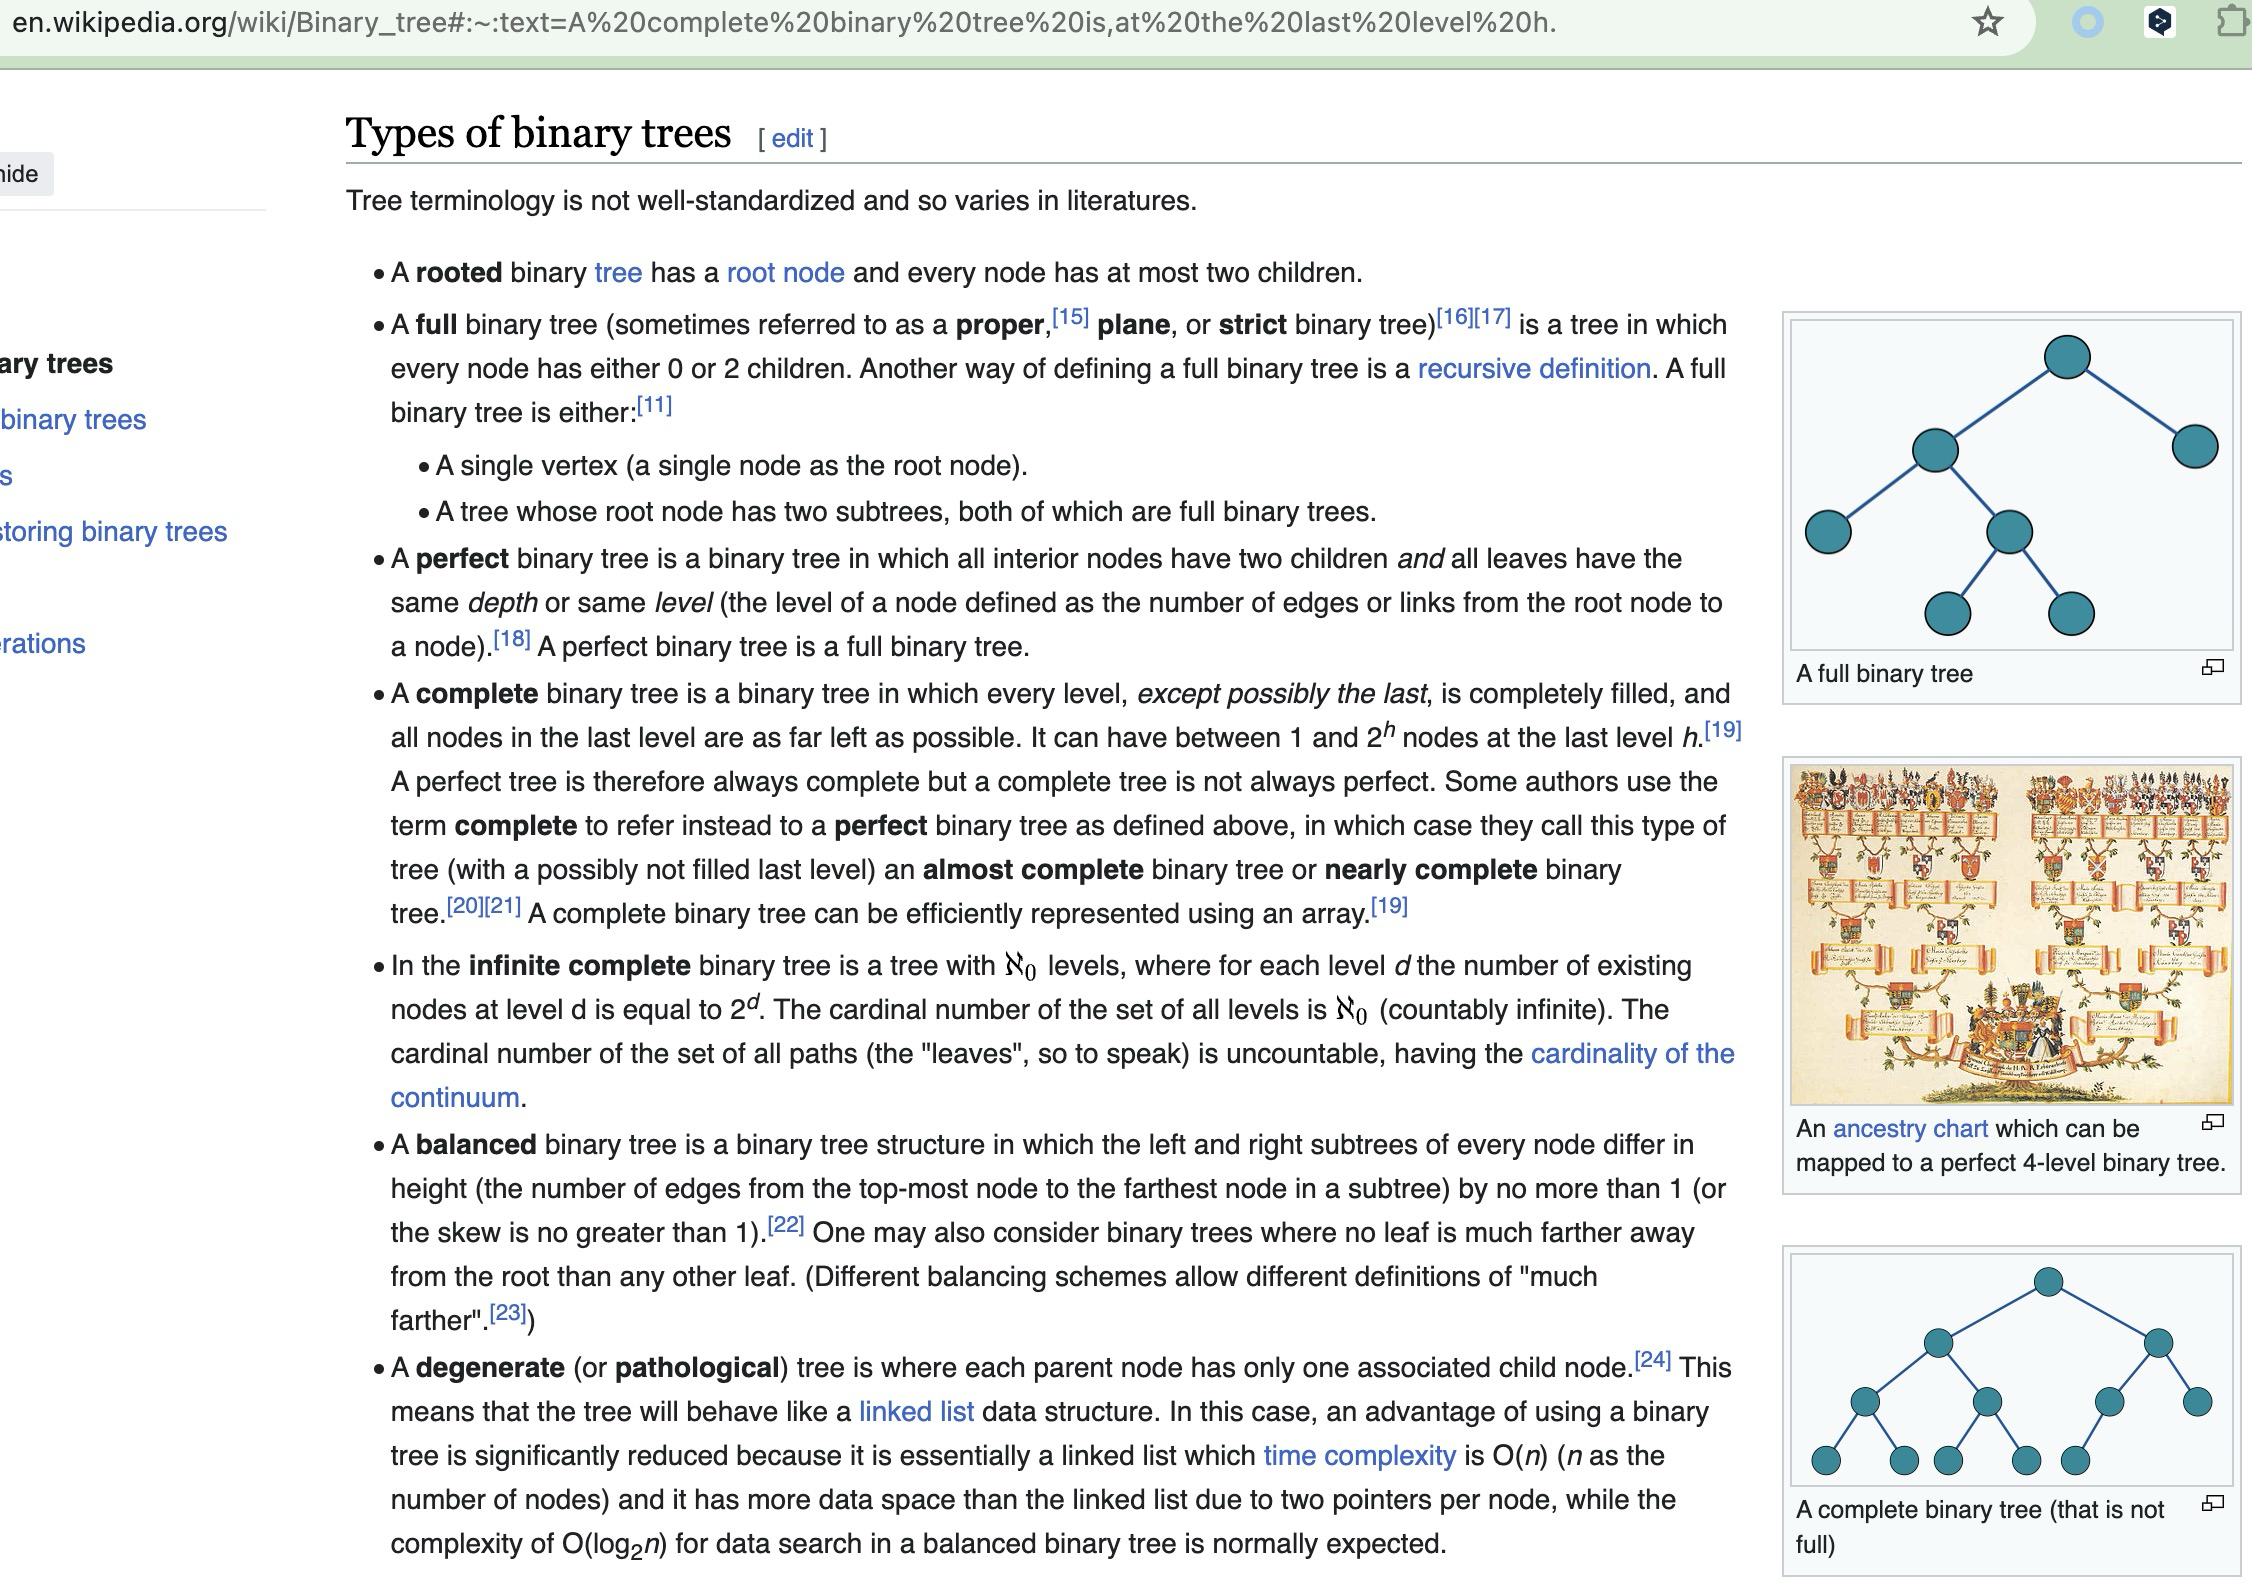 en.wikipedia.org/wiki/Binary_tree#:~:text=A%20complete%20binary%20tree%20is,at%20the%20last%20level%20h.
hide
ary trees
binary trees
s
storing binary trees
erations
Types of binary trees [ edit ]
Tree terminology is not well-standardized and so varies in literatures.
• A rooted binary tree has a root node and every node has at most two children.
• A full binary tree (sometimes referred to as a proper,[15] plane, or strict binary tree)[16][17] is a tree in which
every node has either 0 or 2 children. Another way of defining a full binary tree is a recursive definition. A full
binary tree is either:[11]
• A single vertex (a single node as the root node).
• A tree whose root node has two subtrees, both of which are full binary trees.
• A perfect binary tree is a binary tree in which all interior nodes have two children and all leaves have the
same depth or same level (the level of a node defined as the number of edges or links from the root node to
a node).[18] A perfect binary tree is a full binary tree.
• A complete binary tree is a binary tree in which every level, except possibly the last, is completely filled, and
all nodes in the last level are as far left as possible. It can have between 1 and 2^h nodes at the last level h.[19]
A perfect tree is therefore always complete but a complete tree is not always perfect. Some authors use the
term complete to refer instead to a perfect binary tree as defined above, in which case they call this type of
tree (with a possibly not filled last level) an almost complete binary tree or nearly complete binary
tree.[20][21] A complete binary tree can be efficiently represented using an array.[19]
• In the infinite complete binary tree is a tree with ℵ₀ levels, where for each level d the number of existing
nodes at level d is equal to 2^d. The cardinal number of the set of all levels is ℵ₀ (countably infinite). The
cardinal number of the set of all paths (the "leaves", so to speak) is uncountable, having the cardinality of the
continuum.
• A balanced binary tree is a binary tree structure in which the left and right subtrees of every node differ in
height (the number of edges from the top-most node to the farthest node in a subtree) by no more than 1 (or
the skew is no greater than 1).[22] One may also consider binary trees where no leaf is much farther away
from the root than any other leaf. (Different balancing schemes allow different definitions of "much
farther".[23])
• A degenerate (or pathological) tree is where each parent node has only one associated child node.[24] This
means that the tree will behave like a linked list data structure. In this case, an advantage of using a binary
tree is significantly reduced because it is essentially a linked list which time complexity is O(n) (n as the
number of nodes) and it has more data space than the linked list due to two pointers per node, while the
complexity of O(log₂n) for data search in a balanced binary tree is normally expected.
A full binary tree
An ancestry chart which can be
mapped to a perfect 4-level binary tree.
A complete binary tree (that is not
full)